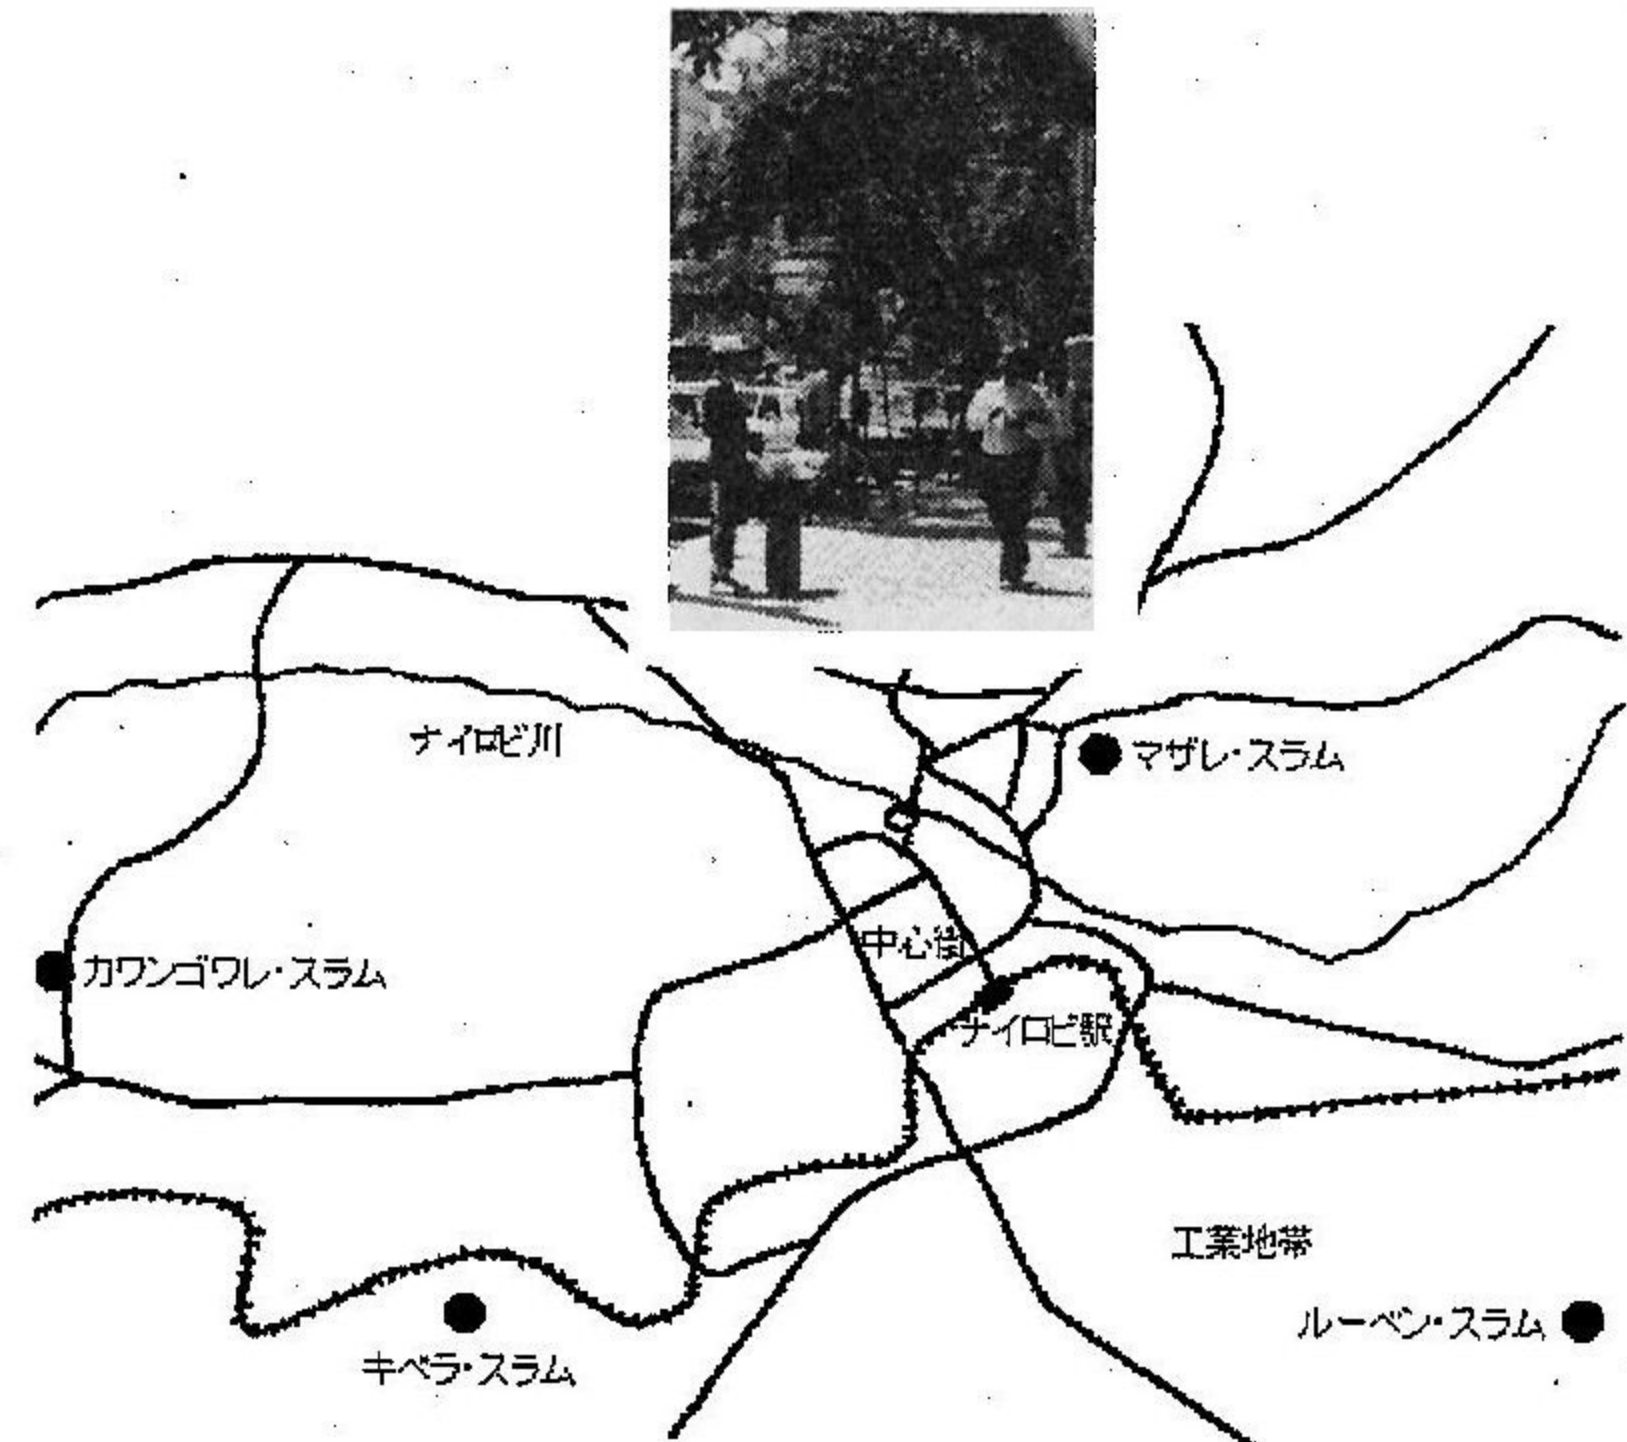 ナイロビ川
マザレ・スラム
中心街
カワンゴワレ・スラム
ナイロビ駅
工業地帯
ルーベン・スラム
キベラ・スラム